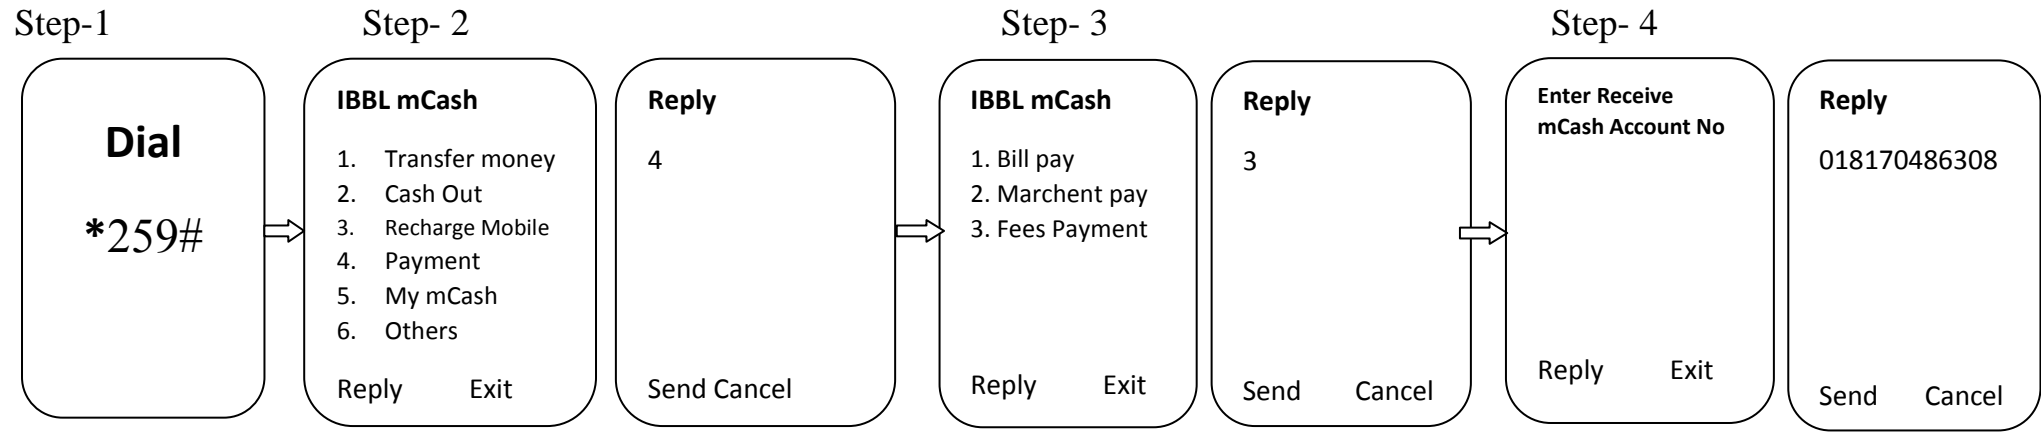 Step-1
Dial
*259#
Step- 2
IBBL mCash
1. Transfer money
2. Cash Out
3. Recharge Mobile
4. Payment
5. My mCash
6. Others
Reply Exit
Reply
4
Send Cancel
Step- 3
IBBL mCash
1. Bill pay
2. Marchent pay
3. Fees Payment
Reply Exit
Reply
3
Send Cancel
Step- 4
Enter Receive
mCash Account No
Reply Exit
Reply
018170486308
Send Cancel